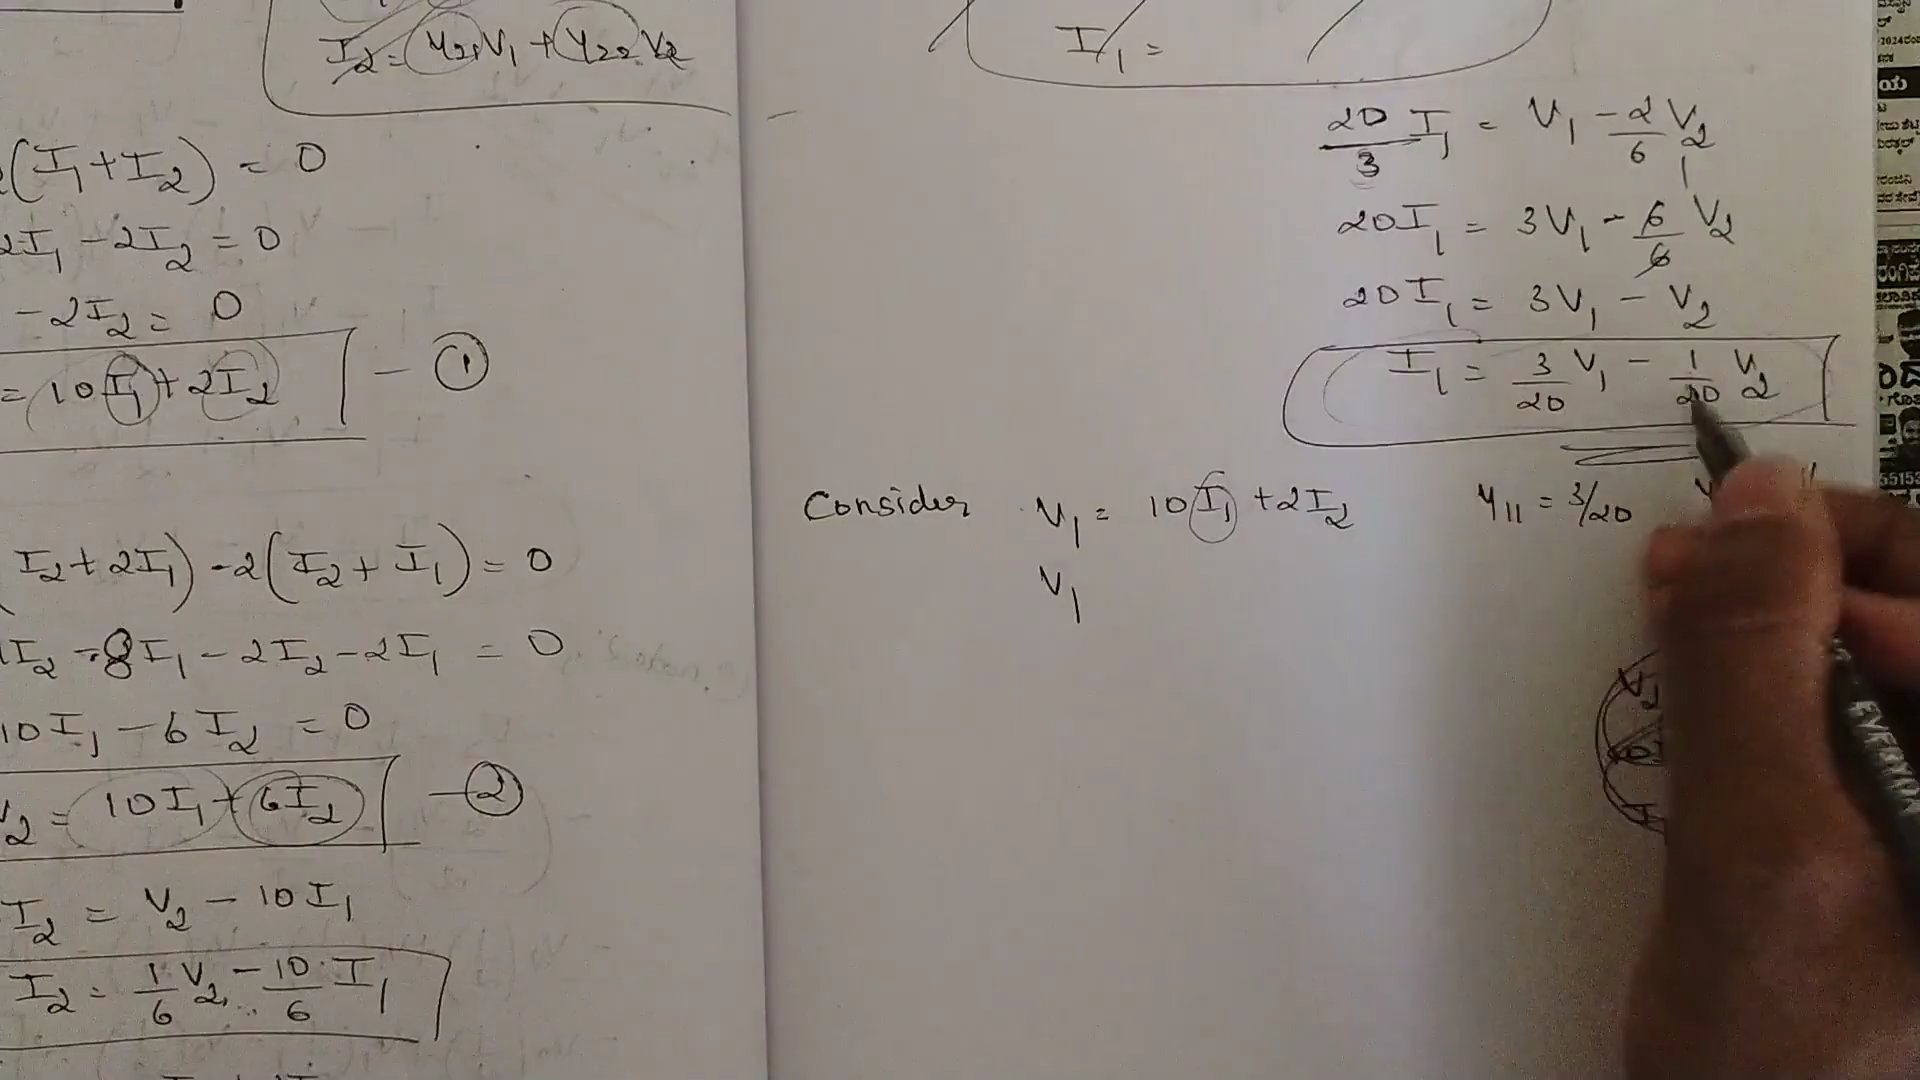 I2 = Y21V1 + Y22 V2
(I1 + I2) = 0
2I1 - 2I2 = 0
- 2I2 = 0
= 10I1 + 2I2 - 1
I2 + 2I1) - 2(I2 + I1) = 0
I2 - 8I1 - 2I2 - 2I1 = 0
10I1 - 6I2 = 0
V2 = 10I1 + 6I2 - 2
I2 = V2 - 10I1
I2 = 1/6 V2 - 10/6 I1
I1 =
20/3 I1 = V1 - 2/6 V2
20I1 = 3V1 - 6/6 V2
20I1 = 3V1 - V2
I1 = 3/20 V1 - 1/20 V2
Consider V1 = 10I1 + 2I2 Y11 = 3/20
V1